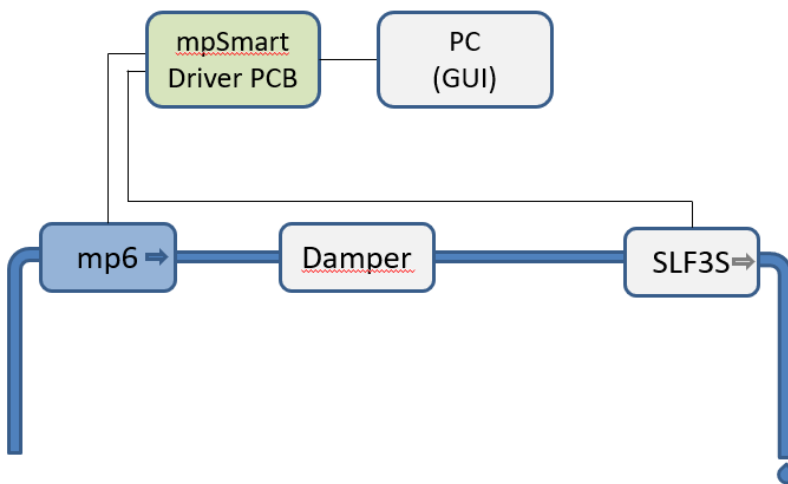 mpSmart
Driver PCB
PC
(GUI)
mp6
Damper
SLF3S